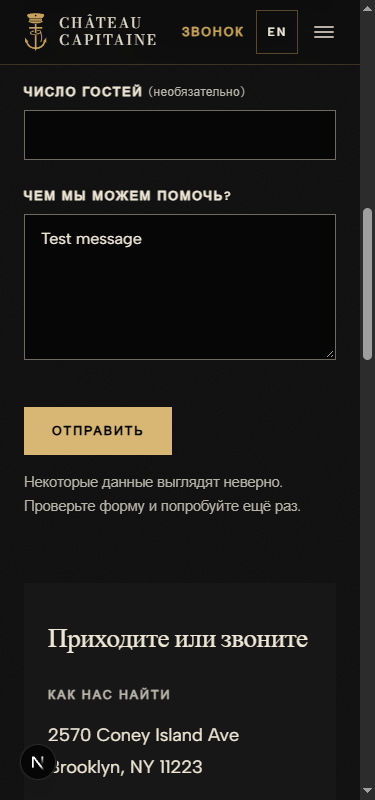 CHÂTEAU
CAPITAINE
ЗВОНОК
EN
ЧИСЛО ГОСТЕЙ (необязательно)
ЧЕМ МЫ МОЖЕМ ПОМОЧЬ?
Test message
ОТПРАВИТЬ
Некоторые данные выглядят неверно.
Проверьте форму и попробуйте ещё раз.
Приходите или звоните
КАК НАС НАЙТИ
2570 Coney Island Ave
N
Brooklyn, NY 11223